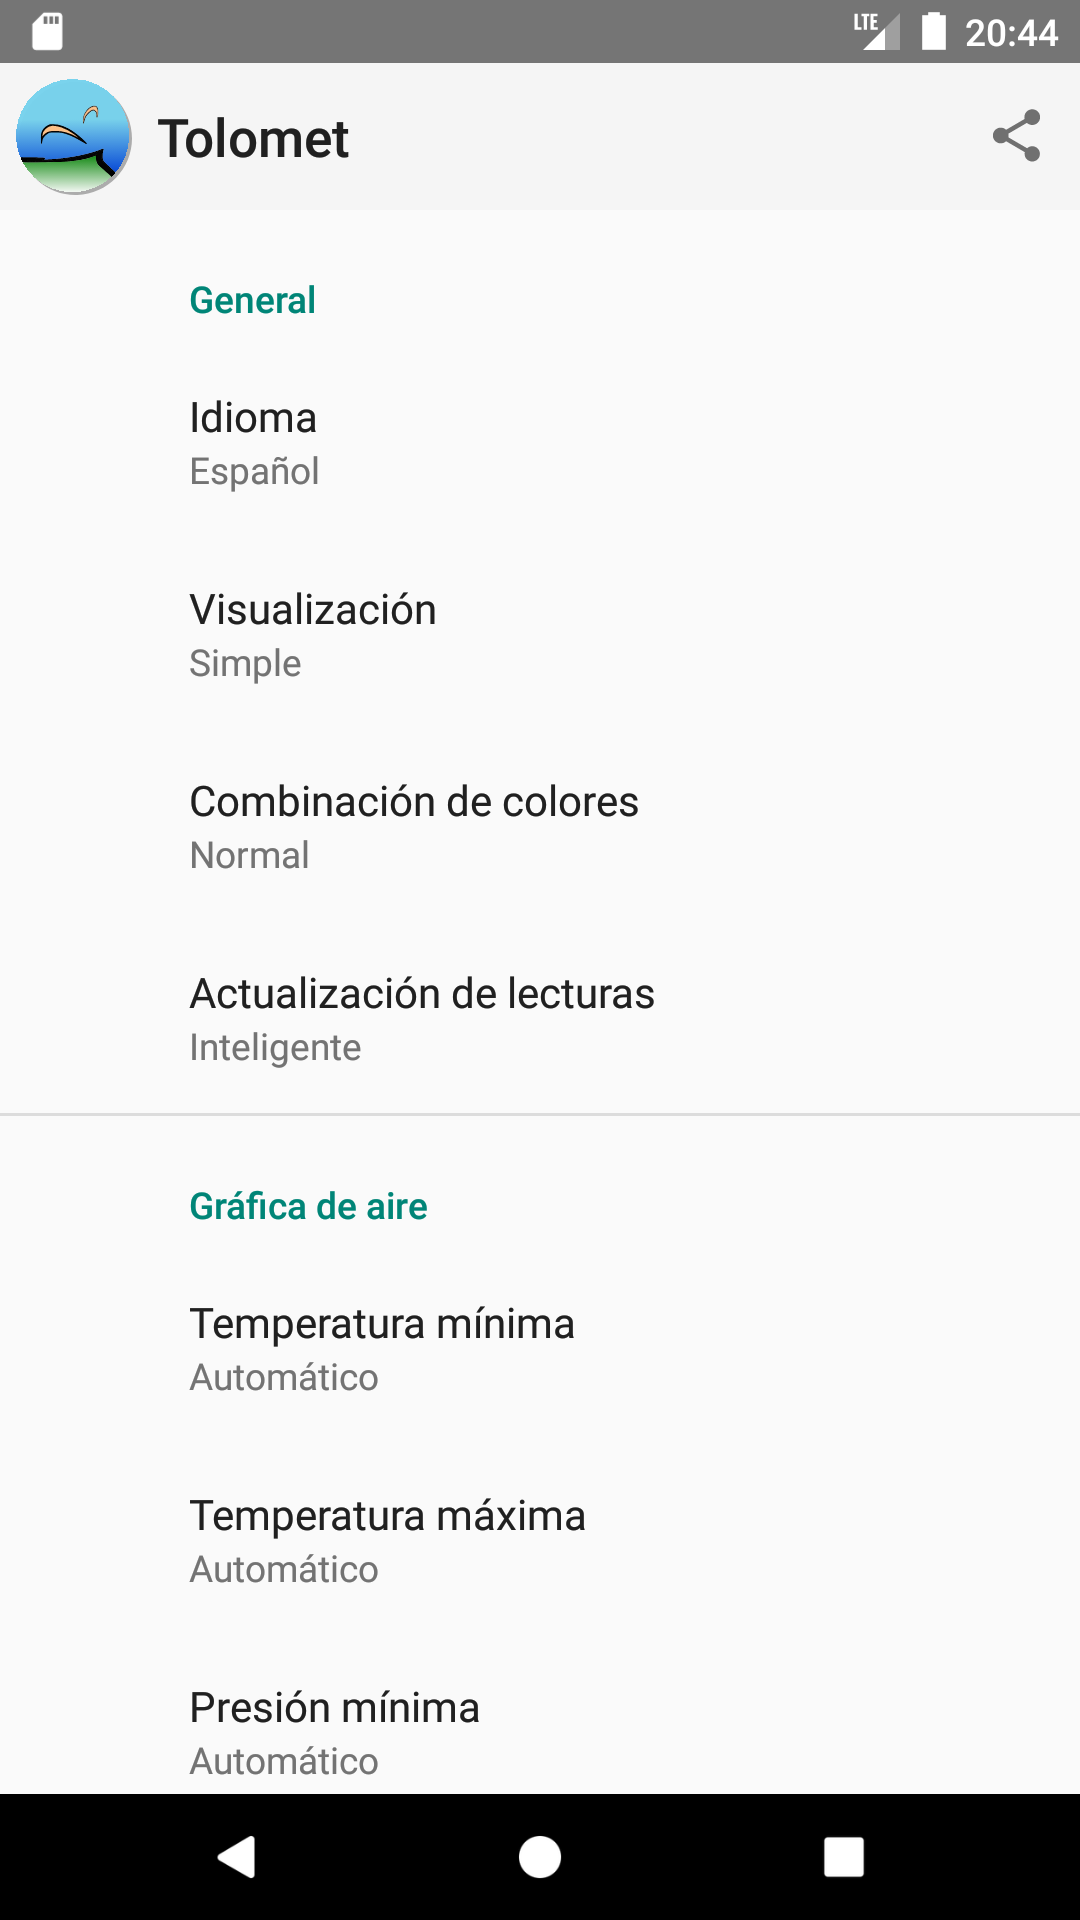 LTE 20:44
Tolomet
General
Idioma
Español
Visualización
Simple
Combinación de colores
Normal
Actualización de lecturas
Inteligente
Gráfica de aire
Temperatura mínima
Automático
Temperatura máxima
Automático
Presión mínima
Automático